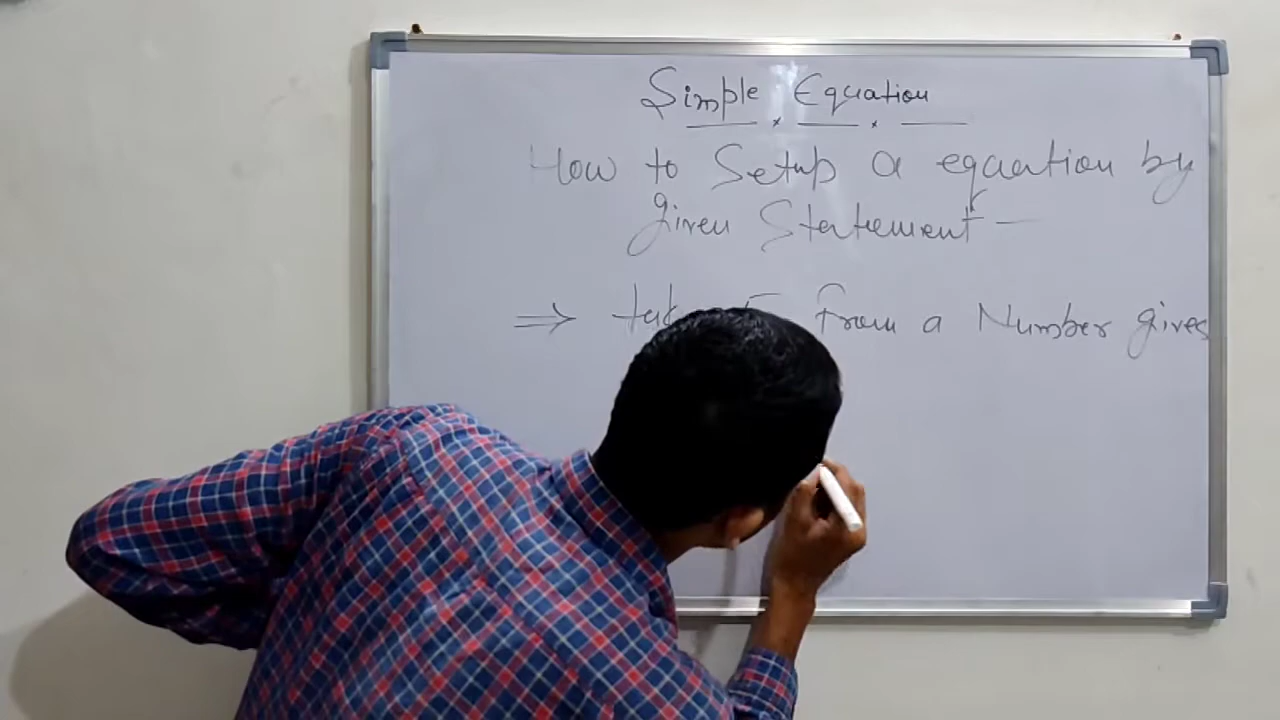 Simple Equation
How to Setup a equation by
given Statement
⇒ from a Number gives